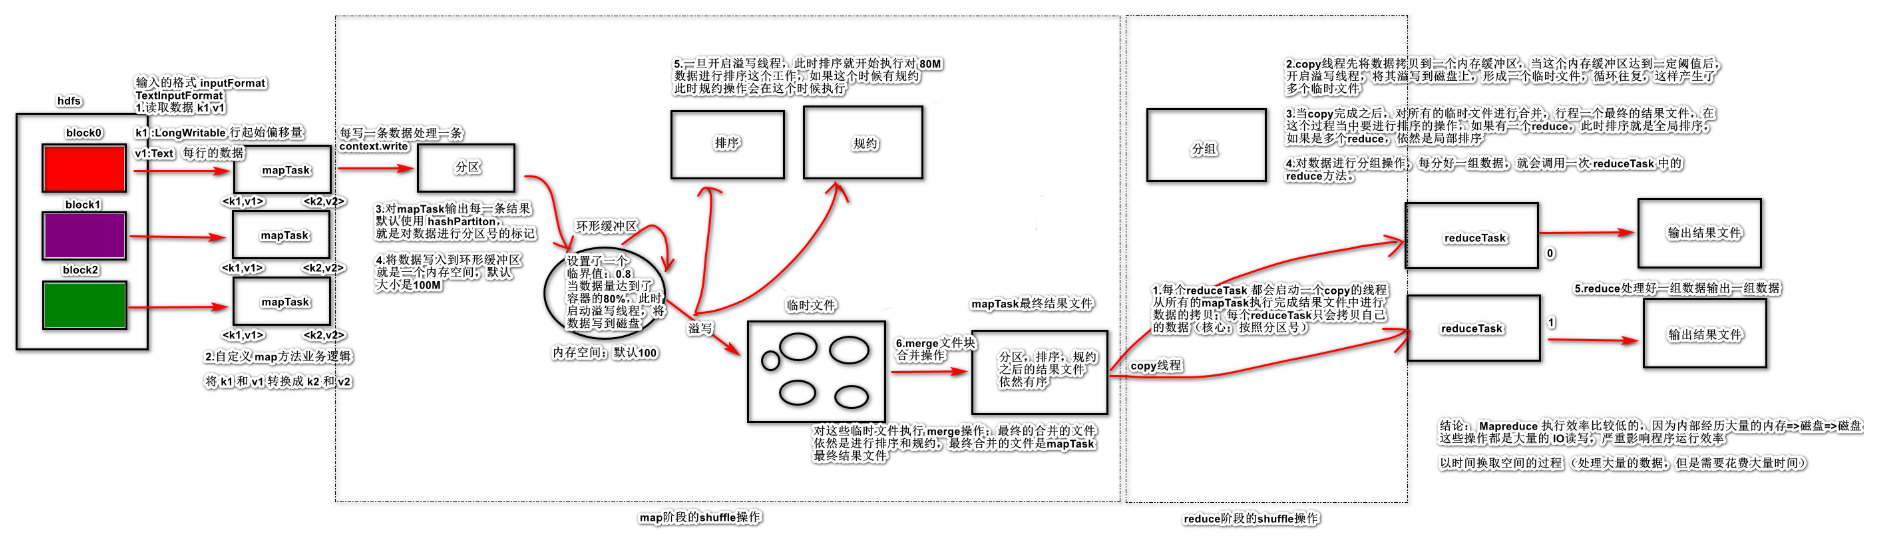 hdfs
block0
block1
block2
输入的格式 inputFormat
TextInputFormat
1.读取数据 k1 v1
k1 :LongWritable 行起始偏移量
v1:Text 每行的数据
mapTask
<k1,v1> <k2,v2>
mapTask
<k1,v1> <k2,v2>
mapTask
<k1,v1> <k2,v2>
2.自定义 map方法业务逻辑
将 k1 和 v1 转换成 k2 和 v2
每写一条数据处理一条
context.write
分区
3.对mapTask输出每一条结果
默认使用 hashPartiton，
就是对数据进行分区号的标记
4.将数据写入到环形缓冲区
就是一个内存空间，默认
大小是100M
环形缓冲区
设置了一个
临界值：0.8
当数据量达到了
容器的80%，此时
启动溢写线程，将
数据写到磁盘
内存空间：默认100
5.一旦开启溢写线程，此时排序就开始执行对 80M
数据进行排序这个工作，如果这个时候有规约
此时规约操作会在这个时候执行
排序
规约
溢写
临时文件
对这些临时文件执行 merge操作：最终的合并的文件
依然是进行排序和规约，最终合并的文件是mapTask
最终结果文件
6.merge文件块
合并操作
mapTask最终结果文件
分区，排序，规约
之后的结果文件
依然有序
map阶段的shuffle操作
分组
2.copy线程先将数据拷贝到一个内存缓冲区，当这个内存缓冲区达到一定阈值后，
开启溢写线程，将其溢写到磁盘上，形成一个临时文件，循环往复，这样产生了
多个临时文件
3.当copy完成之后，对所有的临时文件进行合并，行程一个最终的结果文件，在
这个过程当中要进行排序的操作，如果有一个reduce，此时排序就是全局排序，
如果是多个reduce，依然是局部排序
4.对数据进行分组操作，每分好一组数据，就会调用一次 reduceTask 中的
reduce方法。
1.每个reduceTask 都会启动一个copy的线程
从所有的mapTask执行完成结果文件中进行
数据的拷贝；每个reduceTask只会拷贝自己
的数据（核心：按照分区号）
copy线程
reduceTask
0
输出结果文件
5.reduce处理好一组数据输出一组数据
reduceTask
1
输出结果文件
结论： Mapreduce 执行效率比较低的，因为内部经历大量的内存=>磁盘=>磁盘
这些操作都是大量的 IO读写，严重影响程序运行效率
以时间换取空间的过程 （处理大量的数据，但是需要花费大量时间）
reduce阶段的shuffle操作